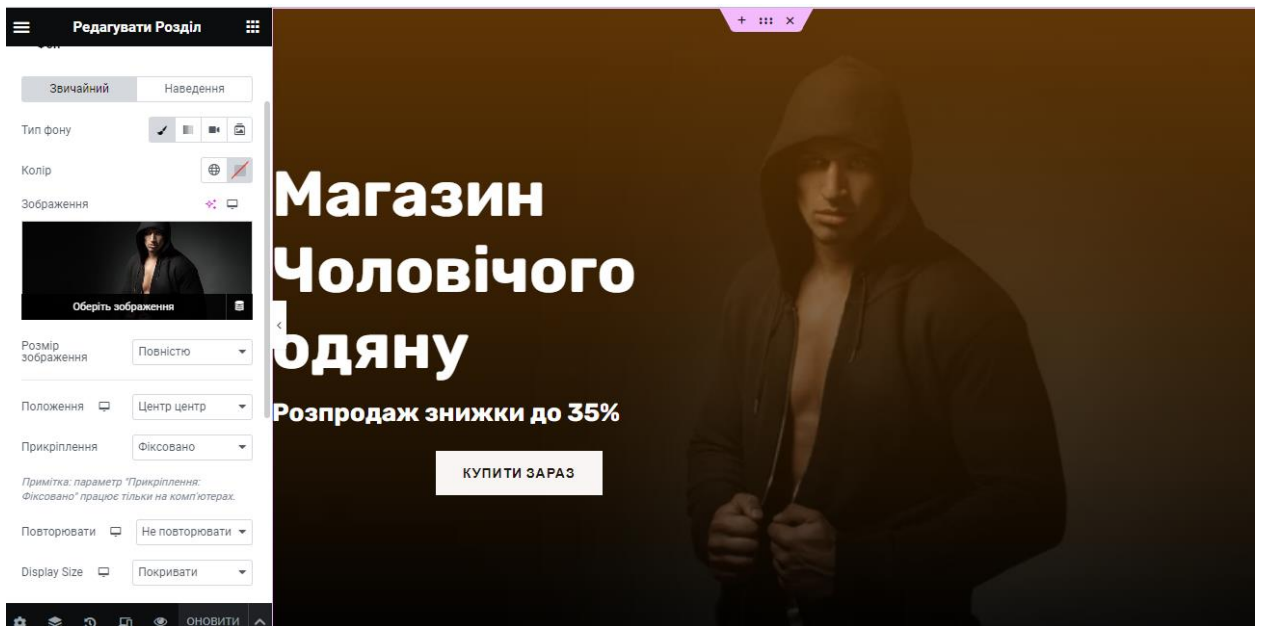 Редагувати Розділ
Звичайний Наведення
Тип фону
Колір
Зображення
Оберіть зображення
Розмір
зображення
Повністю
Положення Центр центр
Прикріплення Фіксовано
Примітка: параметр "Прикріплення:
Фіксовано" працює тільки на комп'ютерах.
Повторювати Не повторювати
Display Size Покривати
ОНОВИТИ
Магазин
Чоловічого
одяну
Розпродаж знижки до 35%
КУПИТИ ЗАРАЗ